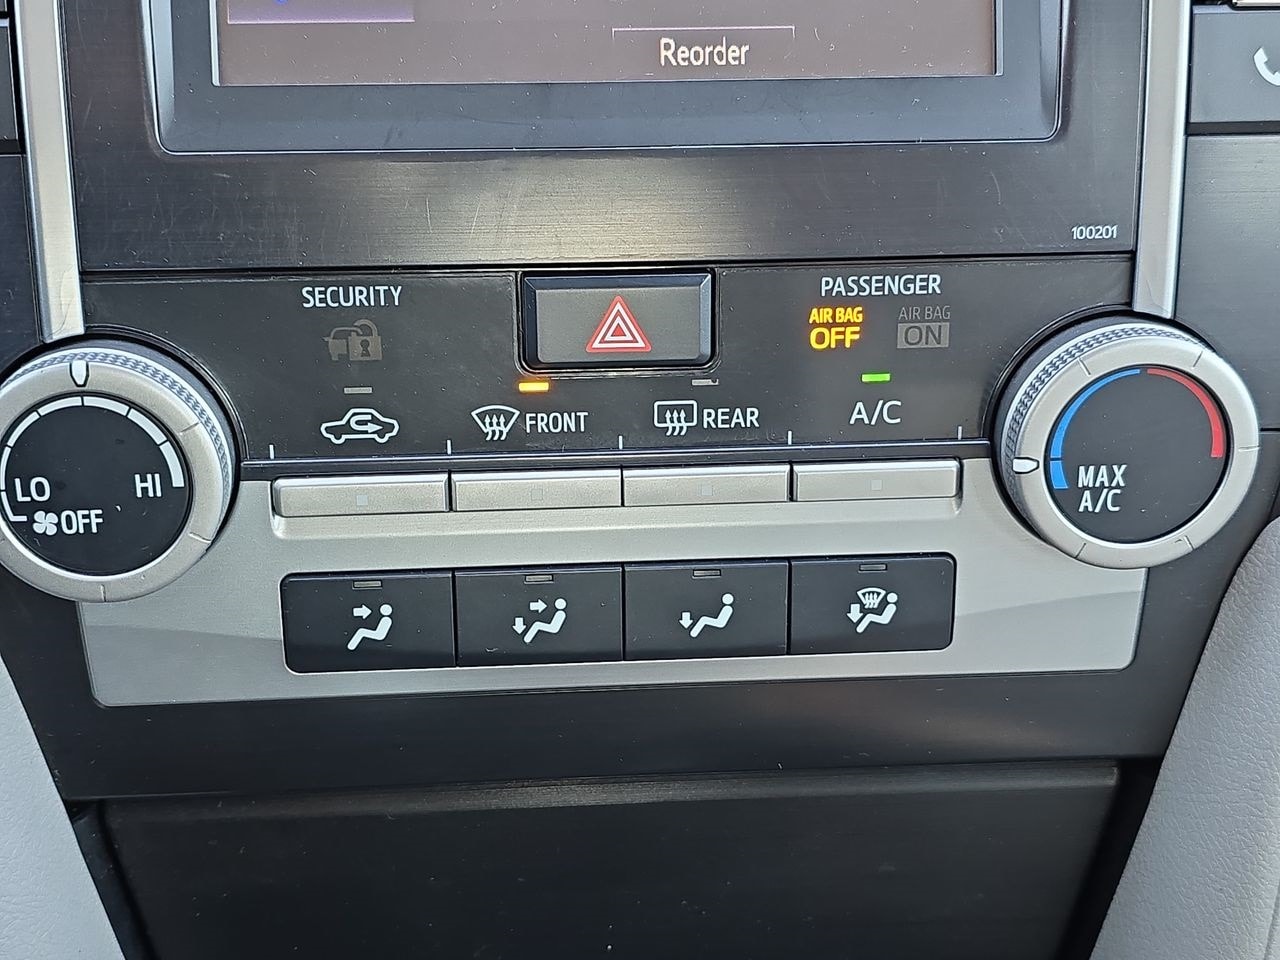 Reorder
100201
SECURITY
PASSENGER
AIR BAG
OFF
AIR BAG
ON
FRONT
REAR
A/C
LO
HI
OFF
MAX
A/C